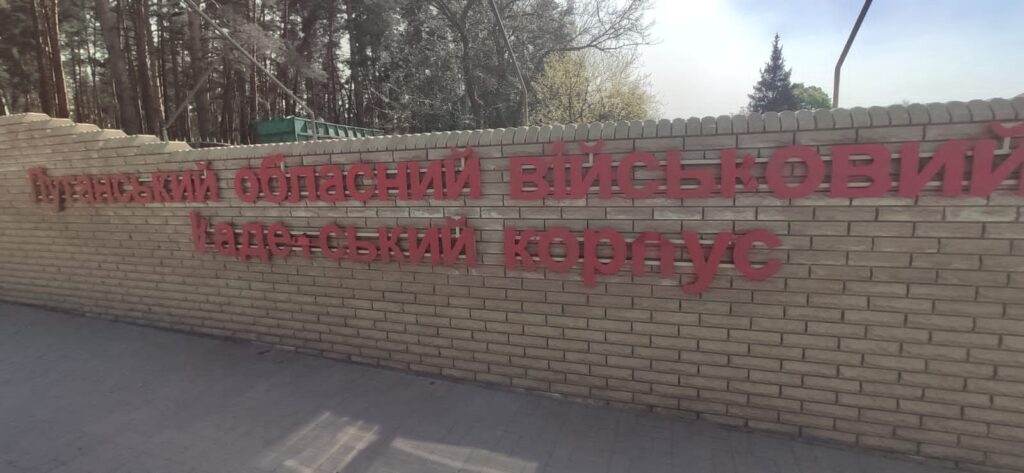 Луганський обласний військовий
Кадетський корпус